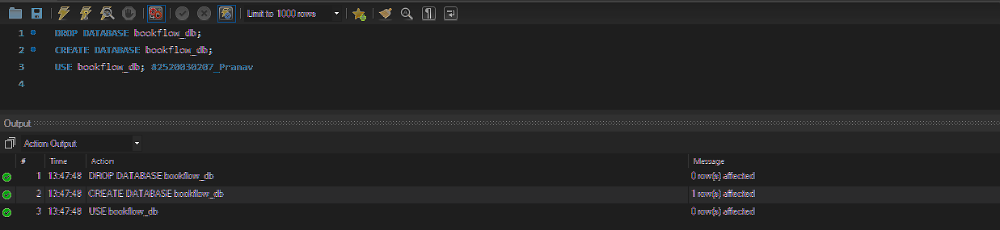 Limit to 1000 rows
1 DROP DATABASE bookflow_db;
2 CREATE DATABASE bookflow_db;
3 USE bookflow_db; #2520030207_Pranav
4
Output
Action Output
# Time Action Message
1 13:47:48 DROP DATABASE bookflow_db 0 row(s) affected
2 13:47:48 CREATE DATABASE bookflow_db 1 row(s) affected
3 13:47:48 USE bookflow_db 0 row(s) affected